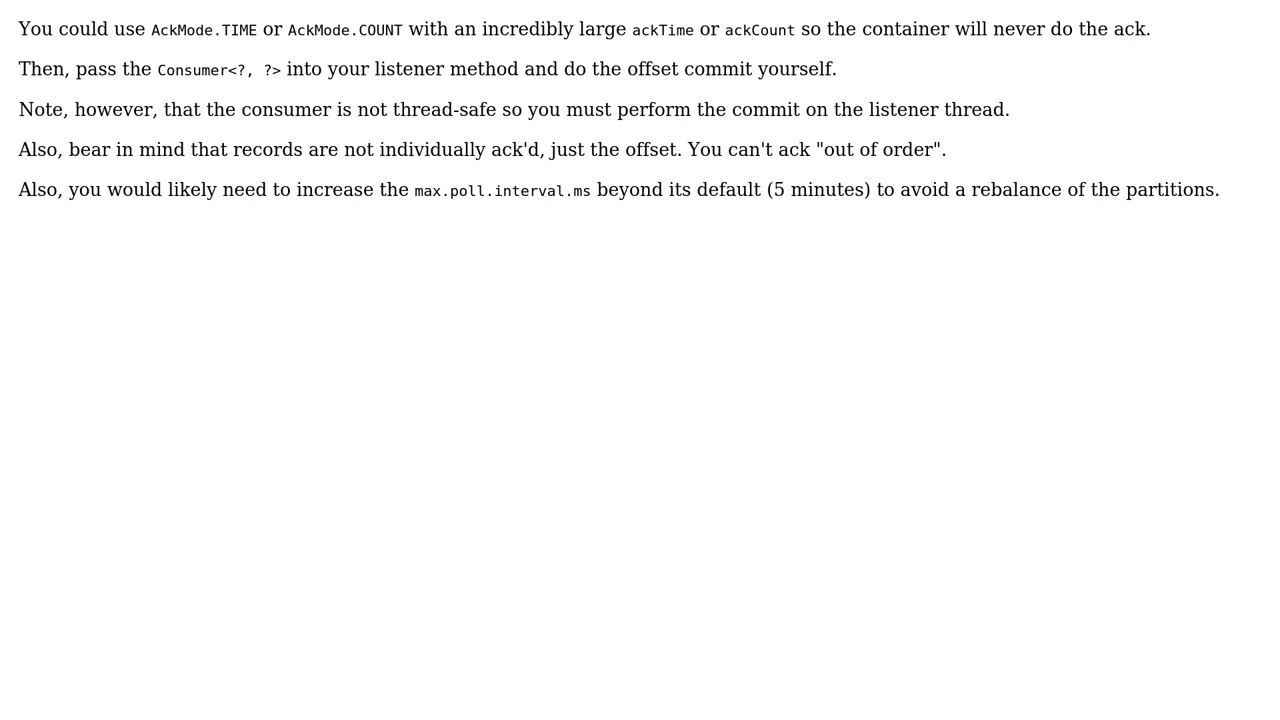 You could use AckMode.TIME or AckMode.COUNT with an incredibly large ackTime or ackCount so the container will never do the ack.
Then, pass the Consumer<?, ?> into your listener method and do the offset commit yourself.
Note, however, that the consumer is not thread-safe so you must perform the commit on the listener thread.
Also, bear in mind that records are not individually ack'd, just the offset. You can't ack "out of order".
Also, you would likely need to increase the max.poll.interval.ms beyond its default (5 minutes) to avoid a rebalance of the partitions.